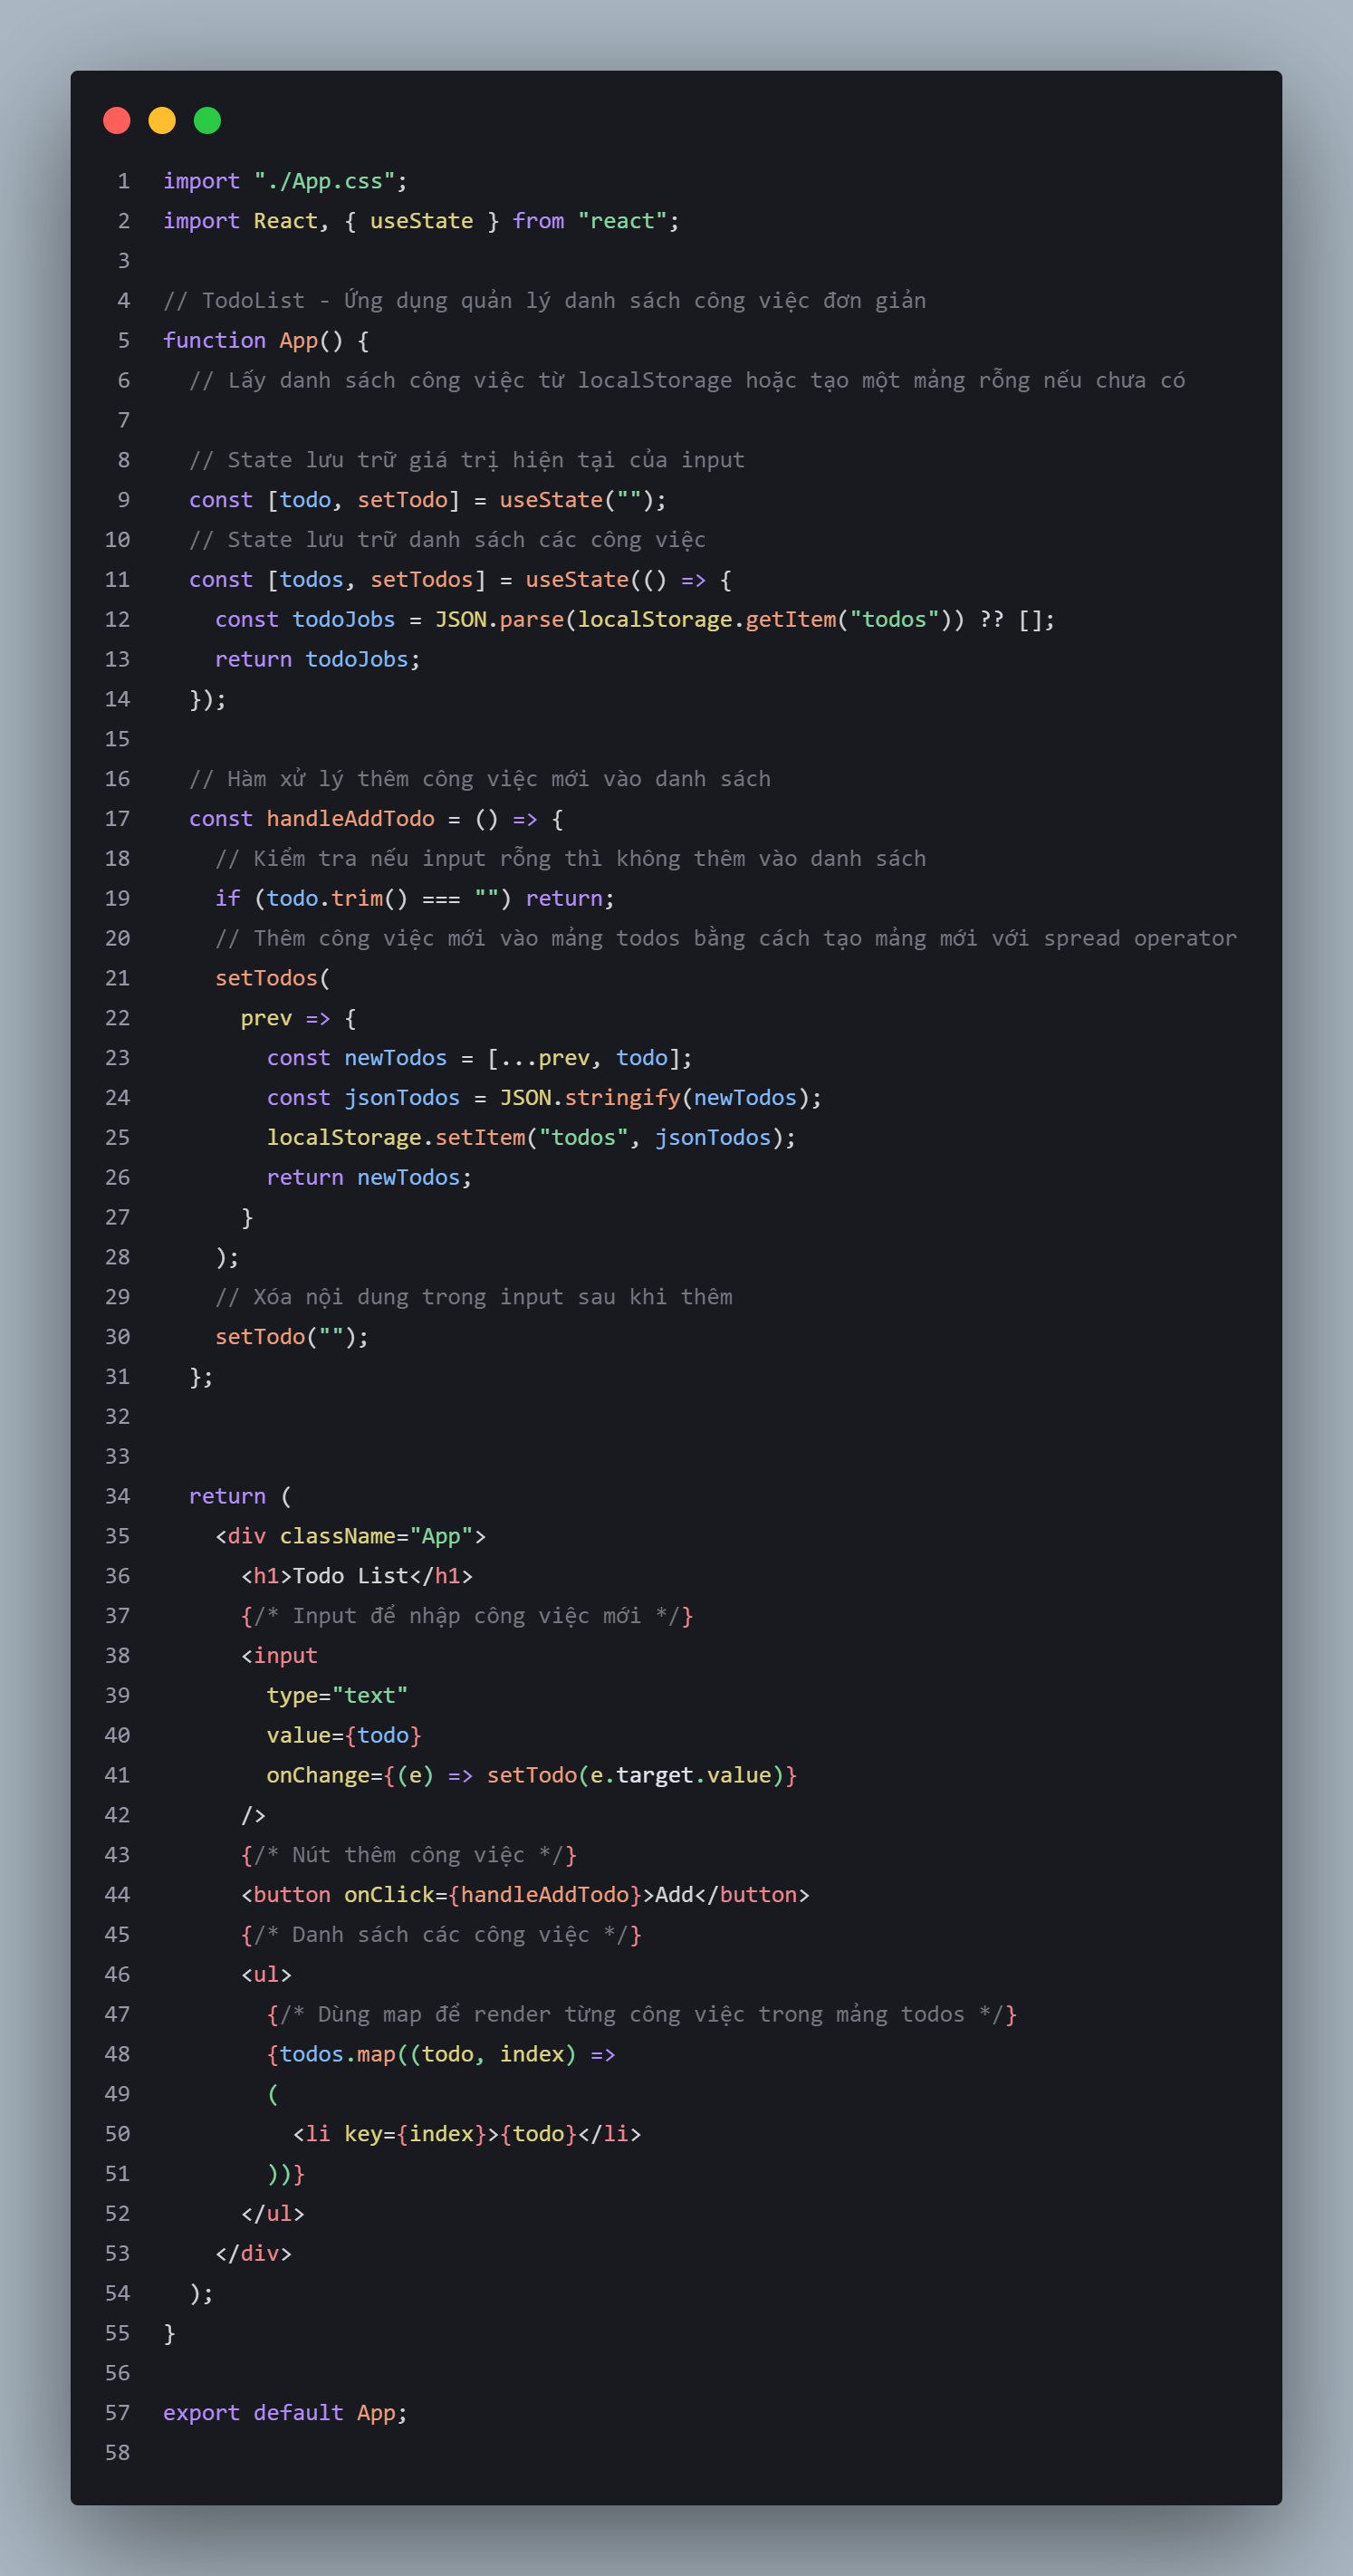 1 import "./App.css";
2 import React, { useState } from "react";
3
4 // TodoList - Ứng dụng quản lý danh sách công việc đơn giản
5 function App() {
6   // Lấy danh sách công việc từ localStorage hoặc tạo một mảng rỗng nếu chưa có
7
8   // State lưu trữ giá trị hiện tại của input
9   const [todo, setTodo] = useState("");
10   // State lưu trữ danh sách các công việc
11   const [todos, setTodos] = useState(() => {
12     const todoJobs = JSON.parse(localStorage.getItem("todos")) ?? [];
13     return todoJobs;
14   });
15
16   // Hàm xử lý thêm công việc mới vào danh sách
17   const handleAddTodo = () => {
18     // Kiểm tra nếu input rỗng thì không thêm vào danh sách
19     if (todo.trim() === "") return;
20     // Thêm công việc mới vào mảng todos bằng cách tạo mảng mới với spread operator
21     setTodos(
22       prev => {
23         const newTodos = [...prev, todo];
24         const jsonTodos = JSON.stringify(newTodos);
25         localStorage.setItem("todos", jsonTodos);
26         return newTodos;
27       }
28     );
29     // Xóa nội dung trong input sau khi thêm
30     setTodo("");
31   };
32
33
34   return (
35     <div className="App">
36       <h1>Todo List</h1>
37       {/* Input để nhập công việc mới */}
38       <input
39         type="text"
40         value={todo}
41         onChange={(e) => setTodo(e.target.value)}
42       />
43       {/* Nút thêm công việc */}
44       <button onClick={handleAddTodo}>Add</button>
45       {/* Danh sách các công việc */}
46       <ul>
47         {/* Dùng map để render từng công việc trong mảng todos */}
48         {todos.map((todo, index) =>
49         (
50           <li key={index}>{todo}</li>
51         ))}
52       </ul>
53     </div>
54   );
55 }
56
57 export default App;
58